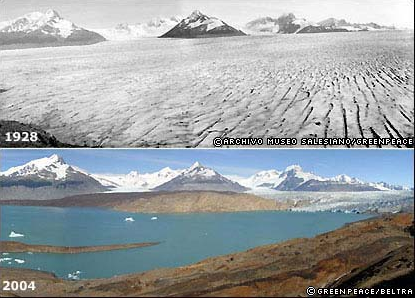 1928
©ARCHIVO MUSEO SALESIANO/GREENPEACE
2004
©GREENPEACE/BELTRA